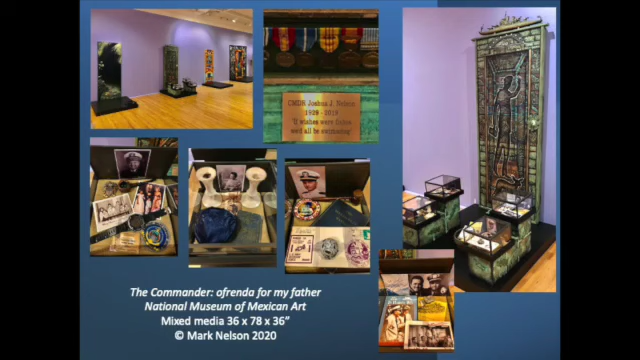 CMDR Joshua J. Nelson
1928 - 2019
"If wishes were fishes
we'd all be swimming"
The Commander: ofrenda for my father
National Museum of Mexican Art
Mixed media 36 x 78 x 36"
© Mark Nelson 2020